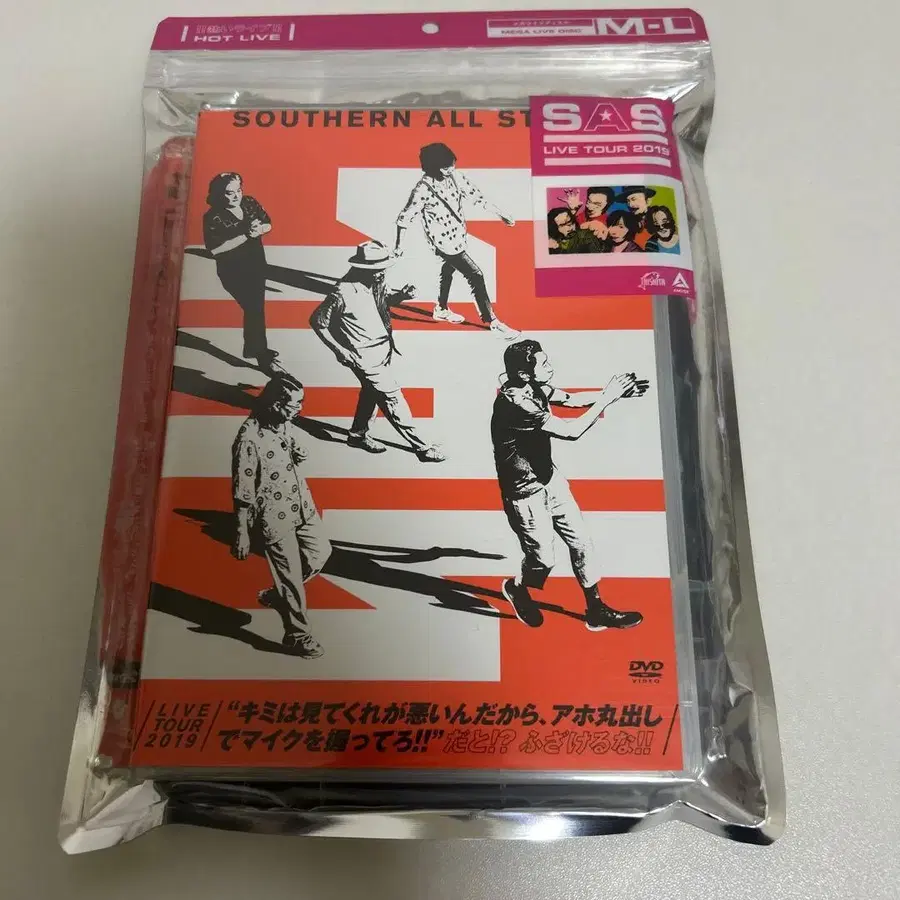 HOT LIVE
MEGA LIVE DISC
M-L
SOUTHERN ALL ST
SAS
LIVE TOUR 2019
DVD
VIDEO
LIVE
TOUR
2019
“キミは見てくれが悪いんだから、アホ丸出し
でマイクを握ってろ!!”だと!? ふざけるな!!